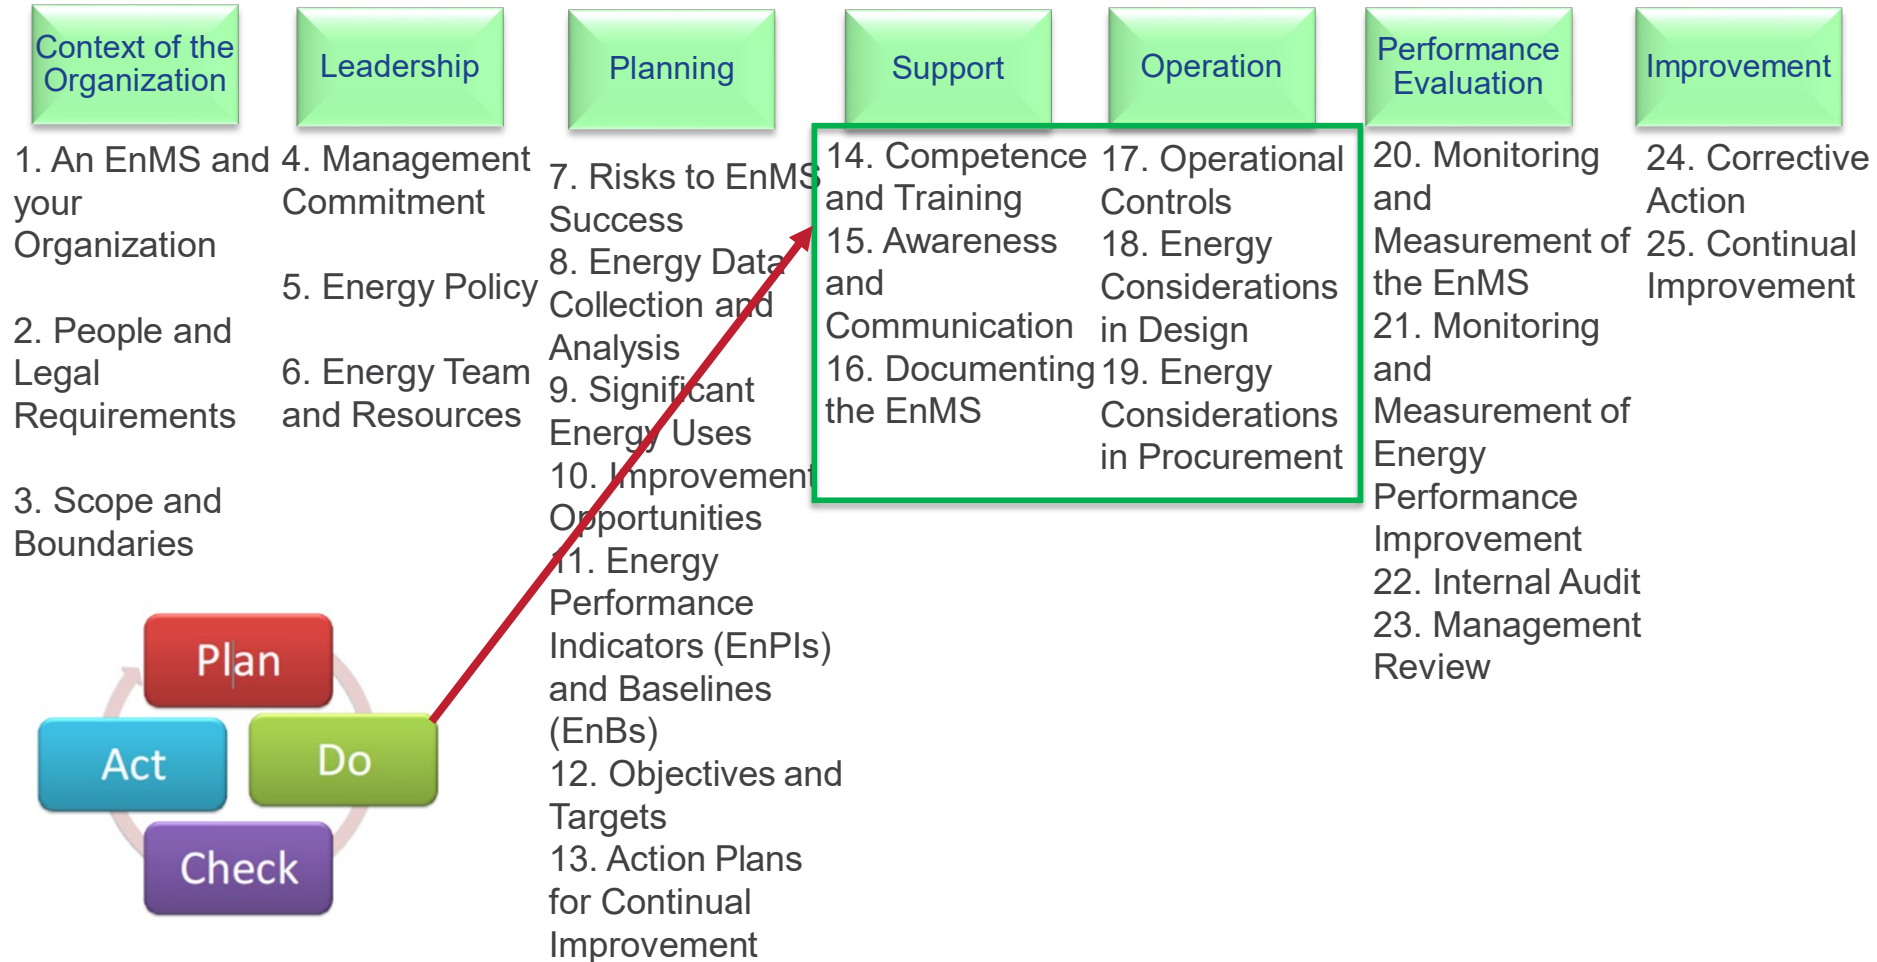 Context of the
Organization
Leadership
Planning
Support
Operation
Performance
Evaluation
Improvement
1. An EnMS and
your
Organization
2. People and
Legal
Requirements
3. Scope and
Boundaries
4. Management
Commitment
5. Energy Policy
6. Energy Team
and Resources
7. Risks to EnMS
Success
8. Energy Data
Collection and
Analysis
9. Significant
Energy Uses
10. Improvement
Opportunities
11. Energy
Performance
Indicators (EnPIs)
and Baselines
(EnBs)
12. Objectives and
Targets
13. Action Plans
for Continual
Improvement
14. Competence
and Training
15. Awareness
and
Communication
16. Documenting
the EnMS
17. Operational
Controls
18. Energy
Considerations
in Design
19. Energy
Considerations
in Procurement
20. Monitoring
and
Measurement of
the EnMS
21. Monitoring
and
Measurement of
Energy
Performance
Improvement
22. Internal Audit
23. Management
Review
24. Corrective
Action
25. Continual
Improvement
Plan
Act
Do
Check